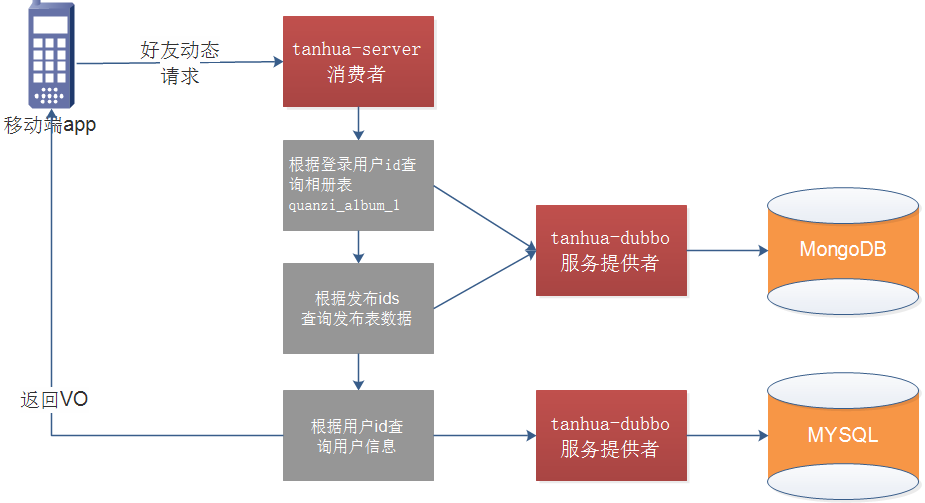 好友动态
请求
tanhua-server
消费者
移动端app
根据登录用户id查
询相册表
quanzi_album_1
tanhua-dubbo
服务提供者
MongoDB
根据发布ids
查询发布表数据
返回VO
根据用户id查
询用户信息
tanhua-dubbo
服务提供者
MYSQL